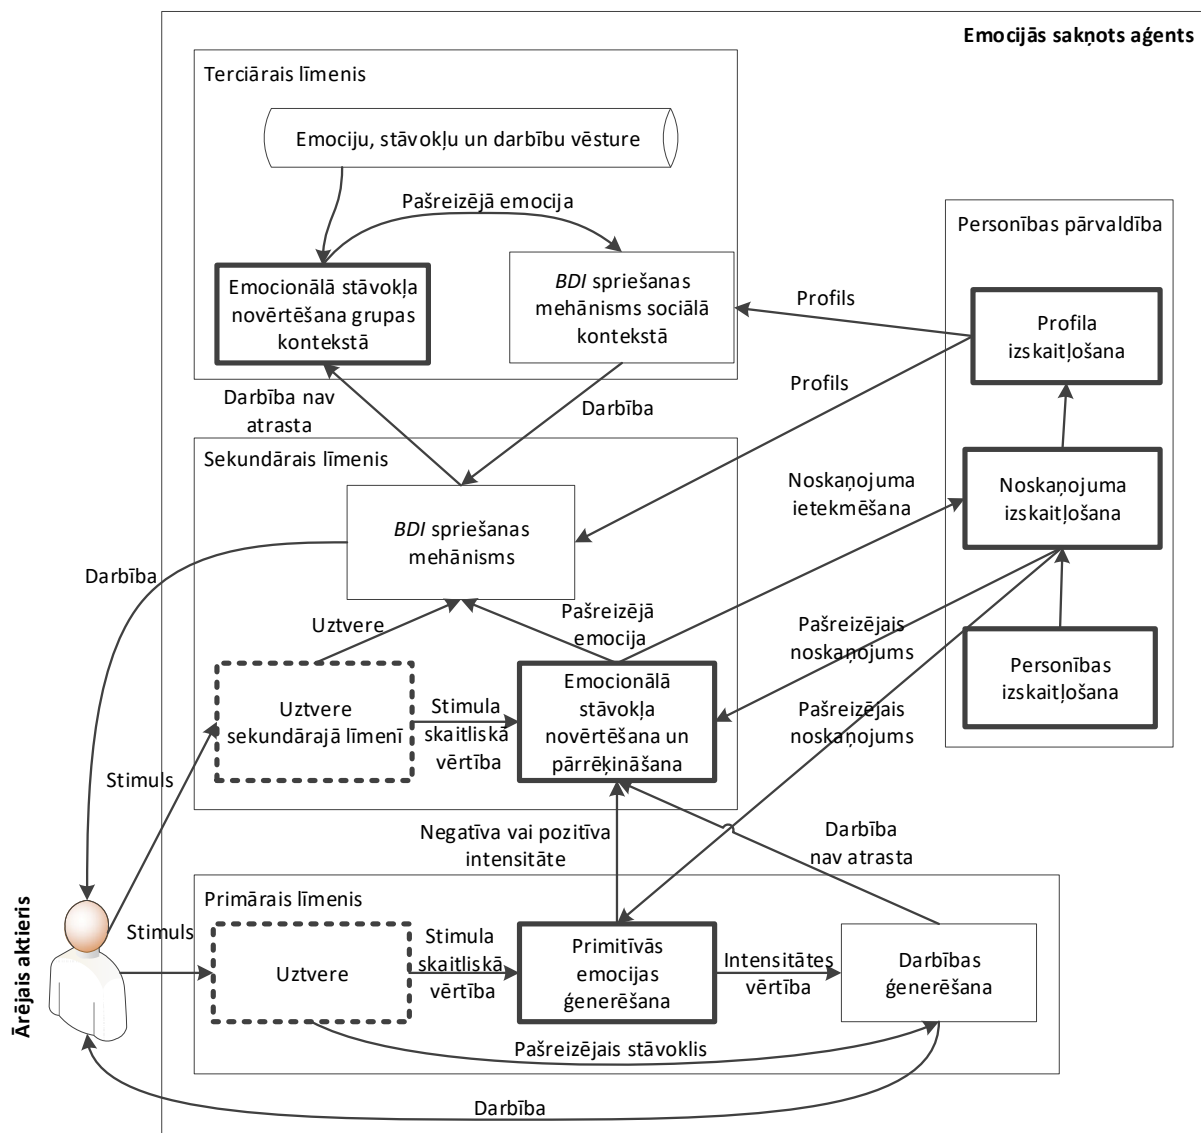 Emocijās sakņots aģents
Terciārais līmenis
Emociju, stāvokļu un darbību vēsture
Pašreizējā emocija
Emocionālā stāvokļa
novērtēšana grupas
kontekstā
BDI spriešanas
mehānisms sociālā
kontekstā
Personības pārvaldība
Profils
Profila
izskaitļošana
Profils
Darbība nav
atrasta
Darbība
Sekundārais līmenis
BDI spriešanas
mehānisms
Noskaņojuma
ietekmēšana
Noskaņojuma
izskaitļošana
Darbība
Uztvere
Pašreizējā
emocija
Pašreizējais
noskaņojums
Personības
izskaitļošana
Uztvere
sekundārajā līmenī
Stimula
skaitliskā
vērtība
Emocionālā
stāvokļa
novērtēšana un
pārrēķināšana
Pašreizējais
noskaņojums
Stimuls
Negatīva vai pozitīva
intensitāte
Darbība
nav atrasta
Primārais līmenis
Ārējais aktieris
Stimuls
Uztvere
Stimula
skaitliskā
vērtība
Primitīvās
emocijas
ģenerēšana
Intensitātes
vērtība
Darbības
ģenerēšana
Pašreizējais stāvoklis
Darbība